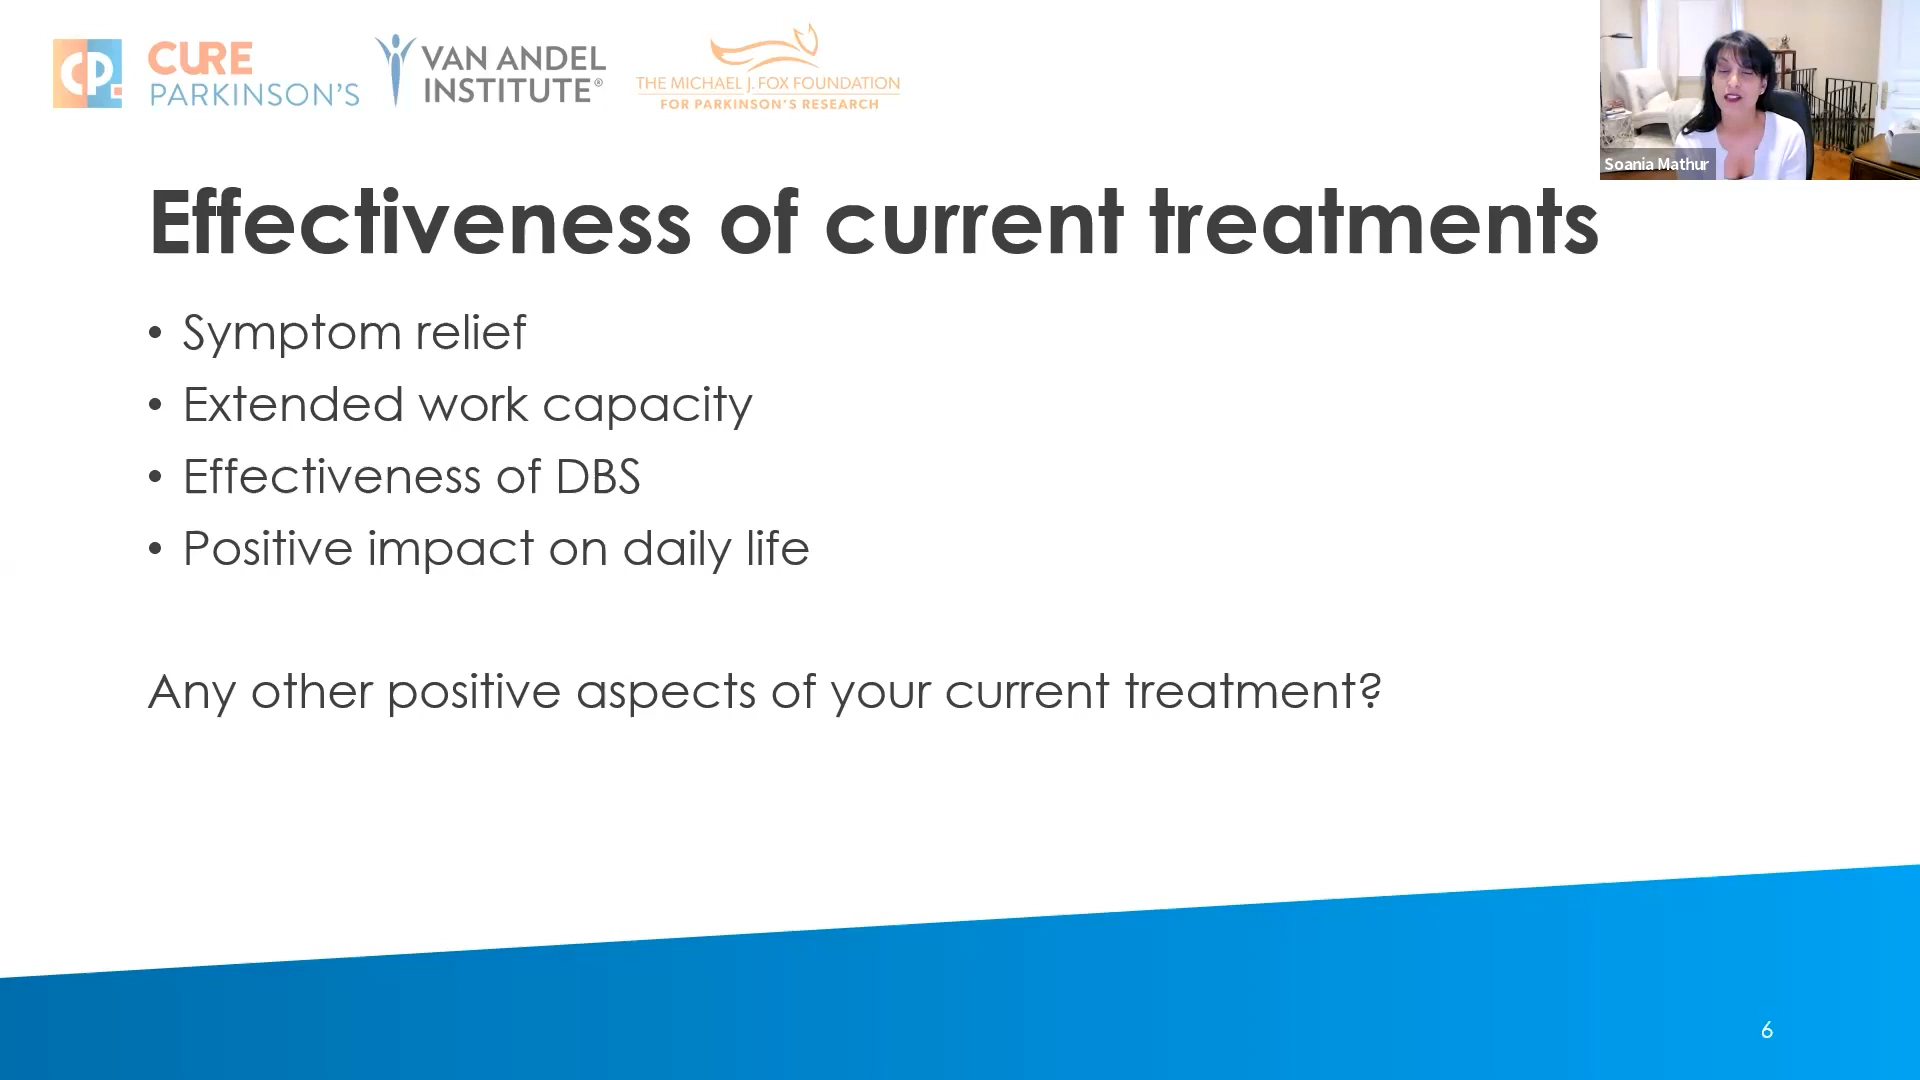 CP.
CURE
PARKINSON'S
VAN ANDEL
INSTITUTE®
THE MICHAEL J. FOX FOUNDATION
FOR PARKINSON'S RESEARCH
Soania Mathur
Effectiveness of current treatments
• Symptom relief
• Extended work capacity
• Effectiveness of DBS
• Positive impact on daily life
Any other positive aspects of your current treatment?
6